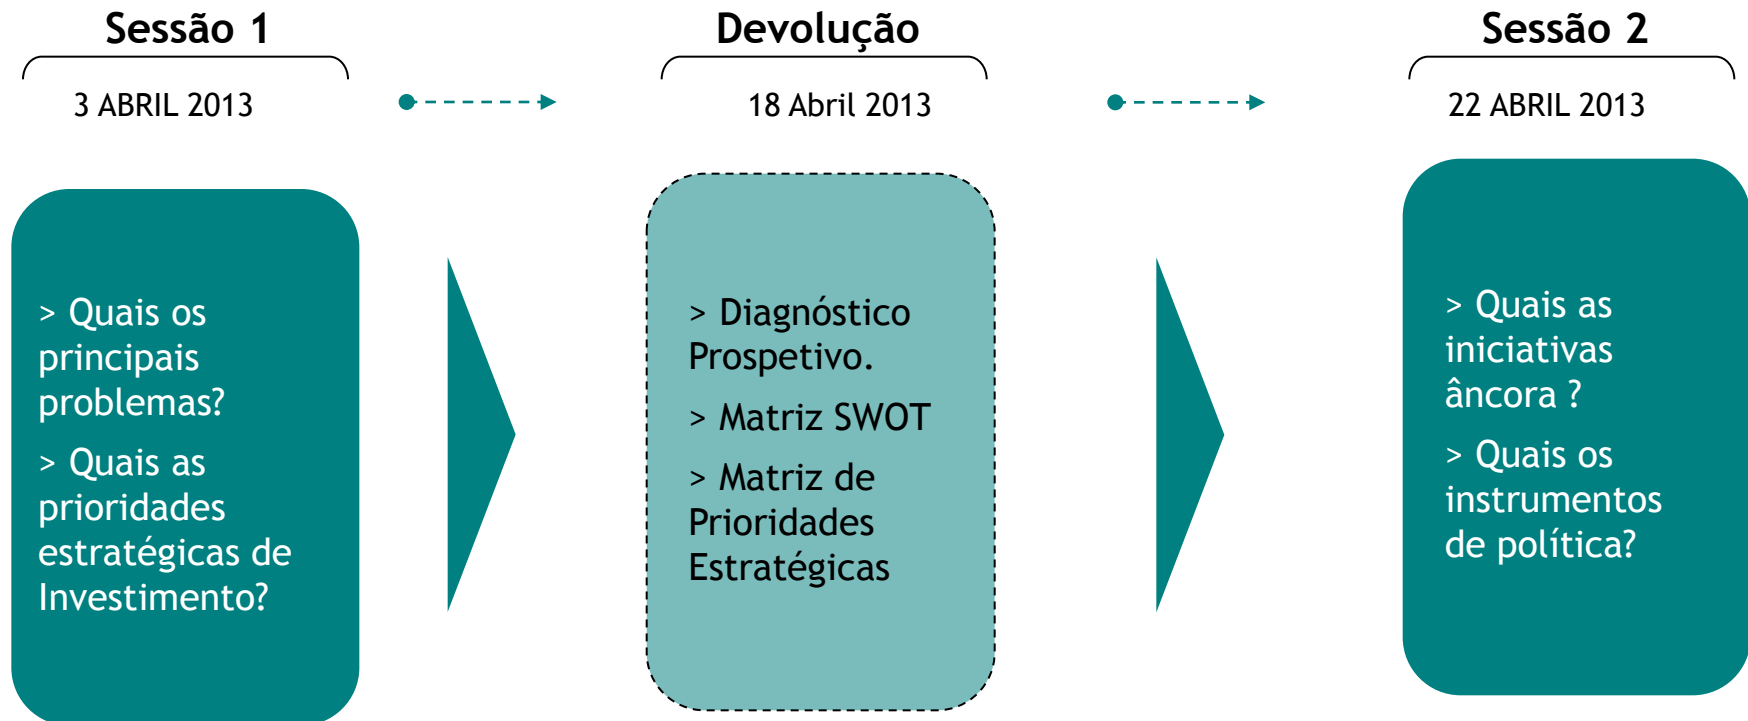 Sessão 1
3 ABRIL 2013
> Quais os
principais
problemas?
> Quais as
prioridades
estratégicas de
Investimento?
Devolução
18 Abril 2013
> Diagnóstico
Prospetivo.
> Matriz SWOT
> Matriz de
Prioridades
Estratégicas
Sessão 2
22 ABRIL 2013
> Quais as
iniciativas
âncora ?
> Quais os
instrumentos
de política?